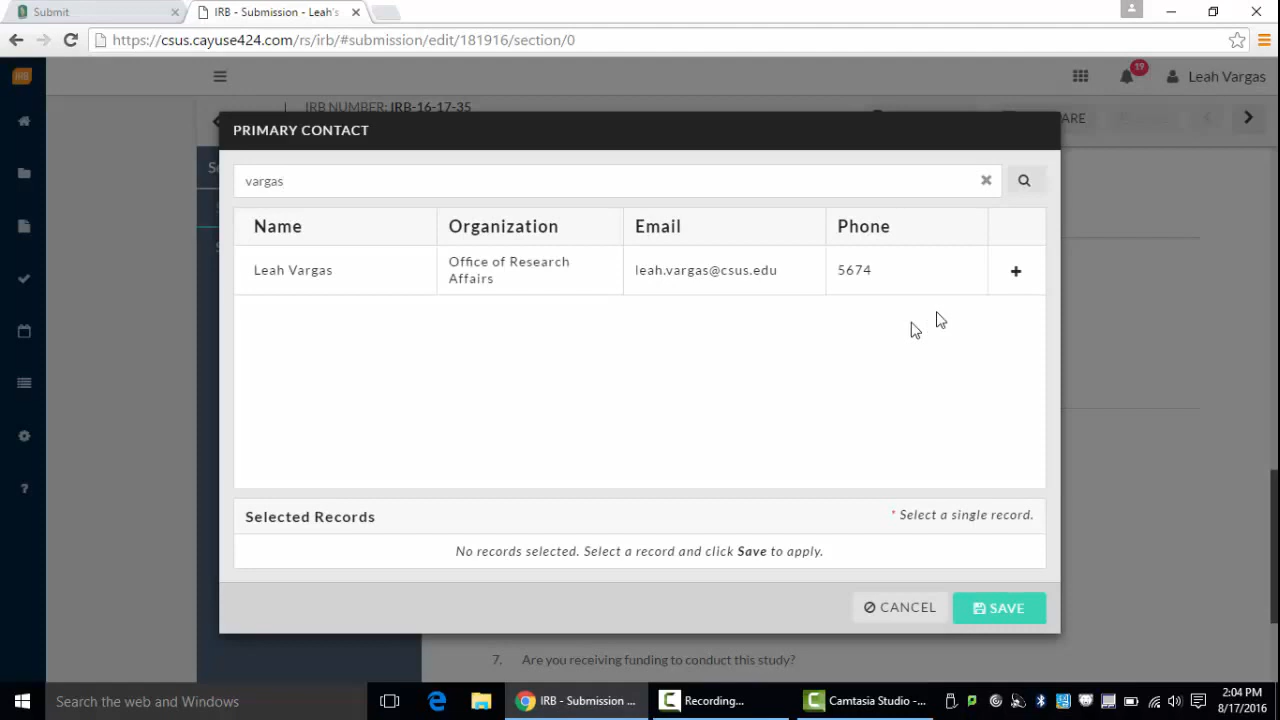 Submit
IRB - Submission - Leah's
https://csus.cayuse424.com/rs/irb/#submission/edit/181916/section/0
IRB
19
Leah Vargas
IRB NUMBER: IRB-16-17-35
ARE
PRIMARY CONTACT
vargas
Name Organization Email Phone
Leah Vargas Office of Research Affairs leah.vargas@csus.edu 5674
Selected Records * Select a single record.
No records selected. Select a record and click Save to apply.
CANCEL SAVE
7. Are you receiving funding to conduct this study?
Search the web and Windows
IRB - Submission ...
Recording...
Camtasia Studio -...
2:04 PM
8/17/2016